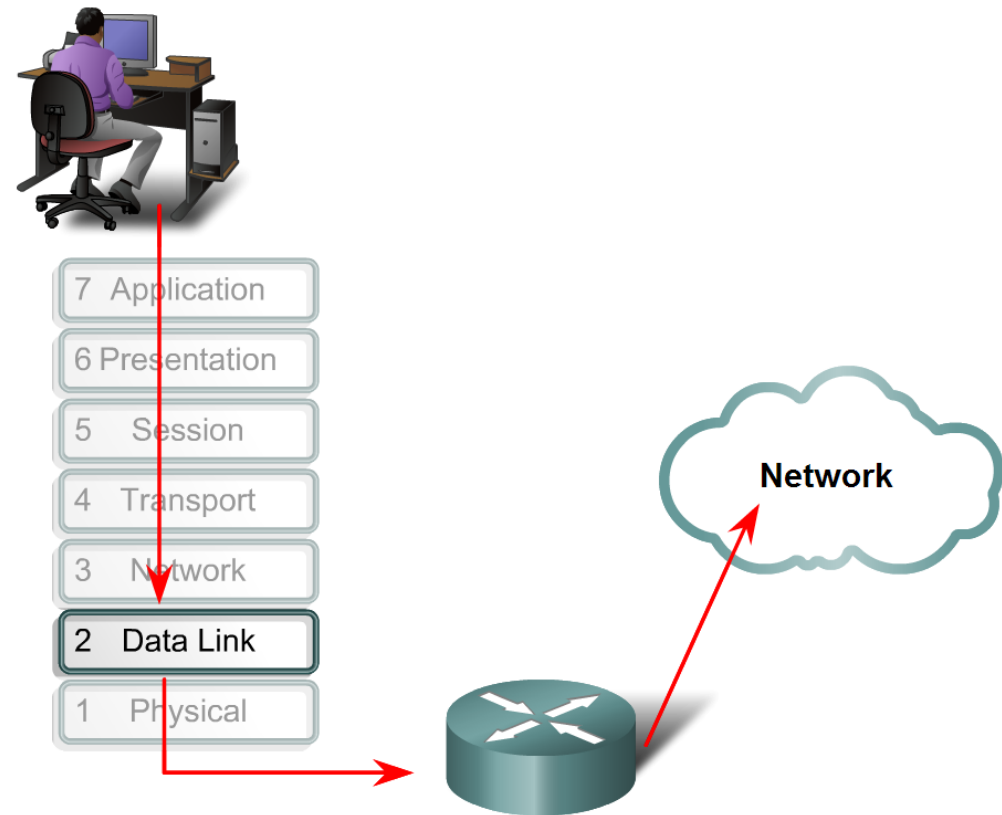 7 Application
6 Presentation
5 Session
4 Transport
3 Network
2 Data Link
1 Physical
Network